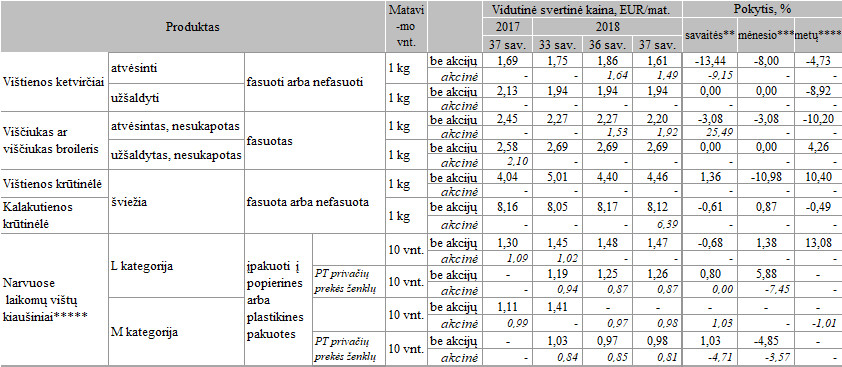 Produktas Matavi-mo vnt. Vidutinė svertinė kaina, EUR/mat. Pokytis, %
2017 2018 savaitės** mėnesio*** metų****
37 sav. 33 sav. 36 sav. 37 sav.
Vištienos ketvirčiai atvėsinti fasuoti arba nefasuoti 1 kg be akcijų 1,69 1,75 1,86 1,61 -13,44 -8,00 -4,73
akcinė - - 1,64 1,49 -9,15 - -
užšaldyti 1 kg be akcijų 2,13 1,94 1,94 1,94 0,00 0,00 -8,92
akcinė - - - - - - -
Viščiukas ar viščiukas broileris atvėsintas, nesukapotas fasuotas 1 kg be akcijų 2,45 2,27 2,27 2,20 -3,08 -3,08 -10,20
akcinė - - 1,53 1,92 25,49 - -
užšaldytas, nesukapotas 1 kg be akcijų 2,58 2,69 2,69 2,69 0,00 0,00 4,26
akcinė 2,10 - - - - - -
Vištienos krūtinėlė šviežia fasuota arba nefasuota 1 kg be akcijų 4,04 5,01 4,40 4,46 1,36 -10,98 10,40
akcinė - - - - - - -
Kalakutienos krūtinėlė 1 kg be akcijų 8,16 8,05 8,17 8,12 -0,61 0,87 -0,49
akcinė - - - 6,39 - - -
Narvuose laikomų vištų kiaušiniai***** L kategorija įpakuoti į popierines arba plastikines pakuotes 10 vnt. be akcijų 1,30 1,45 1,48 1,47 -0,68 1,38 13,08
akcinė 1,09 1,02 - - - - -
PT privačių prekės ženklų 10 vnt. be akcijų - 1,19 1,25 1,26 0,80 5,88 -
akcinė - 0,94 0,87 0,87 0,00 -7,45 -
M kategorija 10 vnt. be akcijų 1,11 1,41 - - - - -
akcinė 0,99 - 0,97 0,98 1,03 - -1,01
PT privačių prekės ženklų 10 vnt. be akcijų - 1,03 0,97 0,98 1,03 -4,85 -
akcinė - 0,84 0,85 0,81 -4,71 -3,57 -